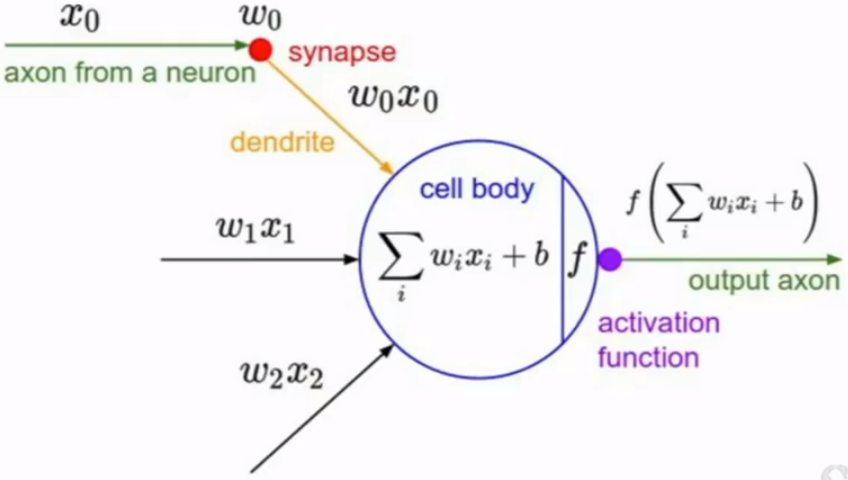 x₀
w₀
synapse
axon from a neuron
w₀x₀
dendrite
cell body
f(∑ᵢ wᵢxᵢ + b)
w₁x₁
∑ᵢ wᵢxᵢ + b
f
output axon
activation
function
w₂x₂